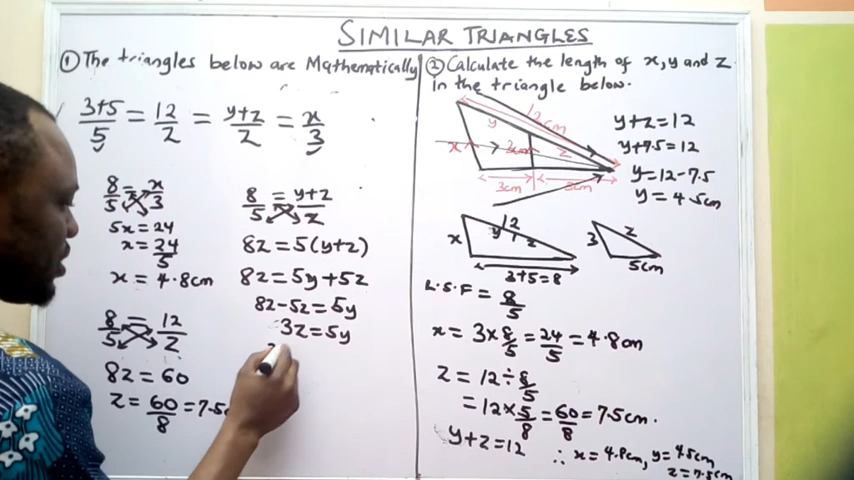 SIMILAR TRIANGLES
① The triangles below are Mathematically
3+5/5 = 12/z = y+z/z = x/3
8/5 = x/3
5x = 24
x = 24/5
x = 4.8cm
8/5 = 12/z
8z = 60
z = 60/8 = 7.5
8/5 = y+z/z
8z = 5(y+z)
8z = 5y+5z
8z-5z = 5y
3z = 5y
② Calculate the length of x, y and z
in the triangle below.
12cm
y
x
z
3cm
y+z = 12
y+7.5 = 12
y = 12-7.5
y = 4.5cm
12
x
y
z
3+5=8
z
3
5cm
L.S.F = 8/5
x = 3×8/5 = 24/5 = 4.8cm
z = 12÷8/5
= 12×5/8 = 60/8 = 7.5cm.
y+z = 12
∴ x = 4.8cm, y = 4.5cm
z = 7.5cm